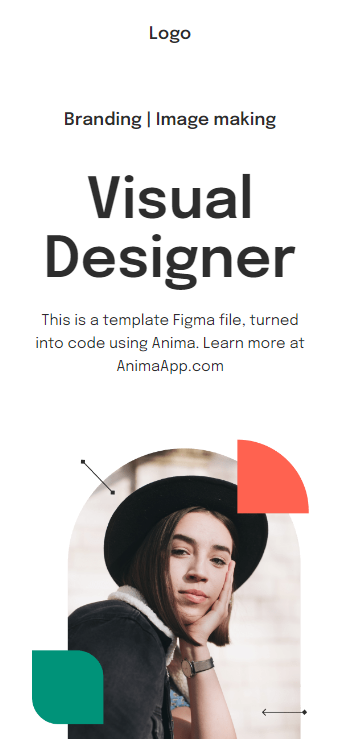 Logo
Branding | Image making
Visual
Designer
This is a template Figma file, turned
into code using Anima. Learn more at
AnimaApp.com